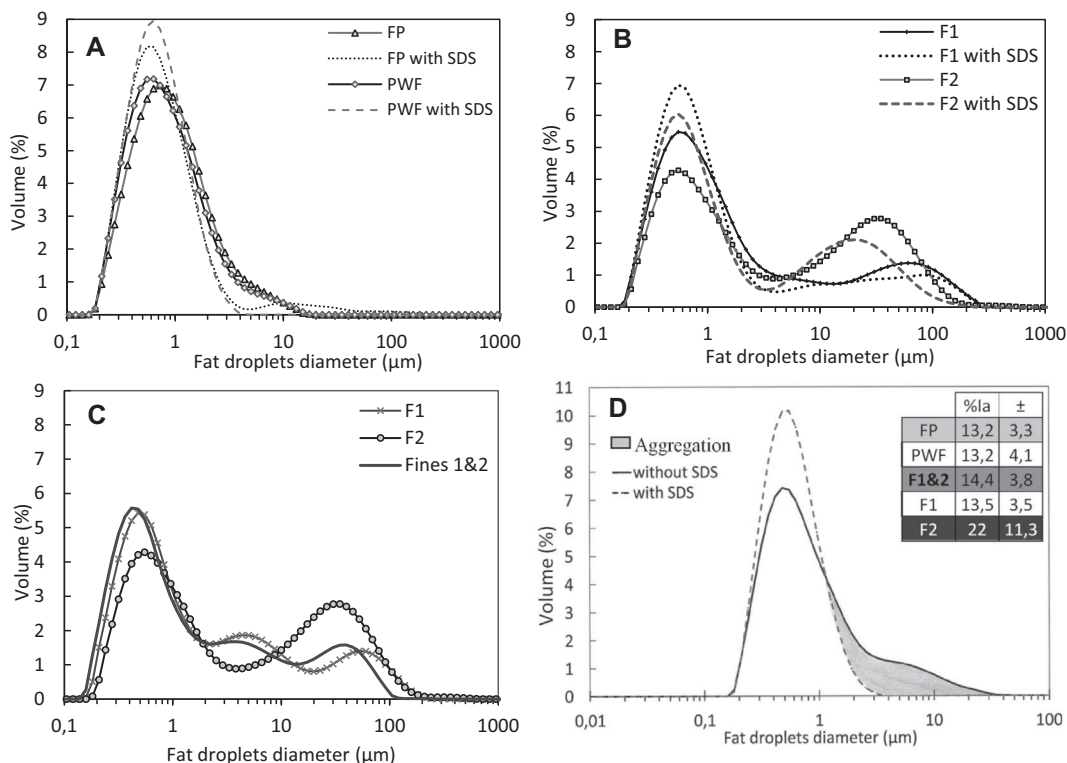 A
FP
FP with SDS
PWF
PWF with SDS
Volume (%)
9
8
7
6
5
4
3
2
1
0
0,1 1 10 100 1000
Fat droplets diameter (µm)
B
F1
F1 with SDS
F2
F2 with SDS
Volume (%)
9
8
7
6
5
4
3
2
1
0
0,1 1 10 100 1000
Fat droplets diameter (µm)
C
F1
F2
Fines 1&2
Volume (%)
9
8
7
6
5
4
3
2
1
0
0,1 1 10 100 1000
Fat droplets diameter (µm)
D
Aggregation
without SDS
with SDS
%Ia ±
FP 13,2 3,3
PWF 13,2 4,1
F1&2 14,4 3,8
F1 13,5 3,5
F2 22 11,3
Volume (%)
11
10
9
8
7
6
5
4
3
2
1
0
0,01 0,1 1 10 100
Fat droplets diameter (µm)